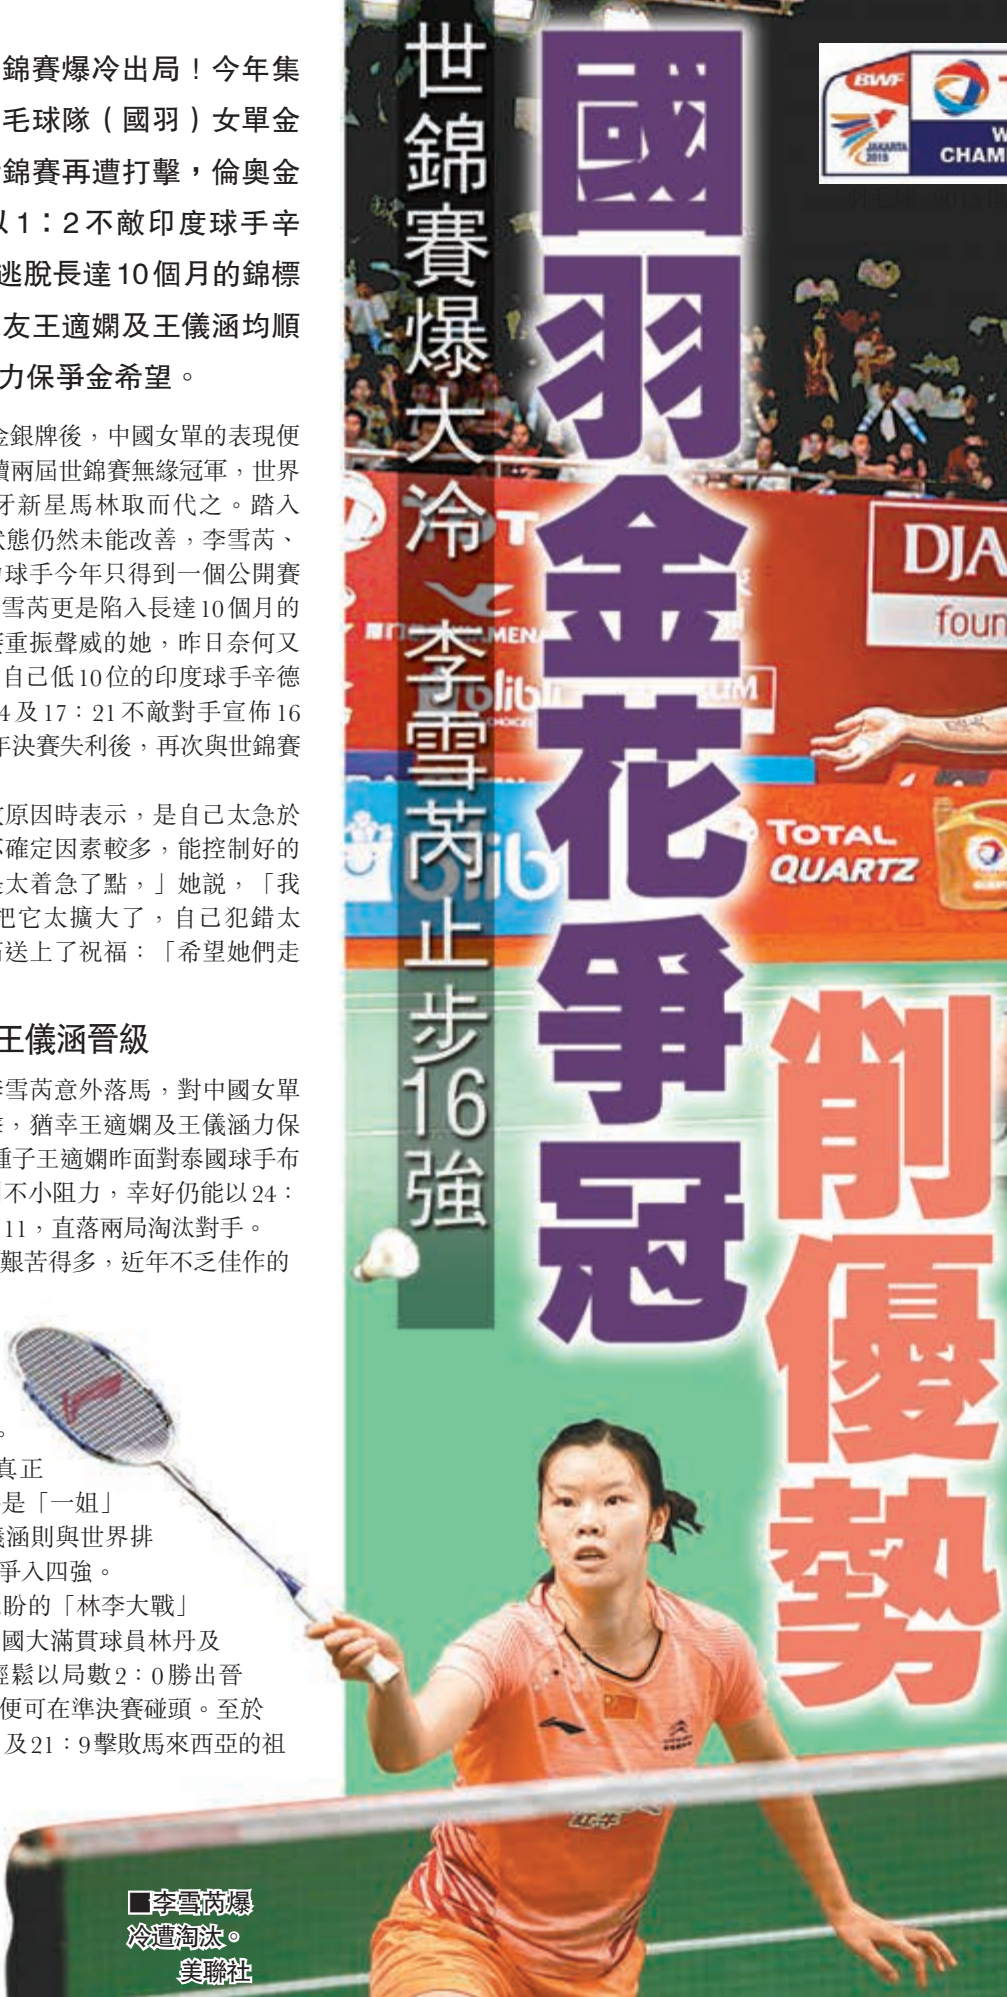 世錦賽爆大冷 李雪芮止步16強
國羽金花爭冠
削優勢
BWF
JAKARTA
2015
W
CHAM
錦賽爆冷出局！今年集
毛球隊（國羽）女單金
錦賽再遭打擊，倫奧金
以1：2不敵印度球手辛
逃脫長達10個月的錦標
友王適嫻及王儀涵均順
力保爭金希望。
金銀牌後，中國女單的表現便
續兩屆世錦賽無緣冠軍，世界
牙新星馬林取而代之。踏入
狀態仍然未能改善，李雪芮、
球手今年只得到一個公開賽
雪芮更是陷入長達10個月的
重振聲威的她，昨日奈何又
自己低10位的印度球手辛德
4及17：21不敵對手宣佈16
年決賽失利後，再次與世錦賽
原因時表示，是自己太急於
不確定因素較多，能控制好的
是太着急了點，」她說，「我
把它太擴大了，自己犯錯太
送上了祝福：「希望她們走
王儀涵晉級
李雪芮意外落馬，對中國女單
，猶幸王適嫻及王儀涵力保
種子王適嫻昨面對泰國球手布
不小阻力，幸好仍能以24：
11，直落兩局淘汰對手。
艱苦得多，近年不乏佳作的
。
真正
是「一姐」
儀涵則與世界排
爭入四強。
盼的「林李大戰」
國大滿貫球員林丹及
輕鬆以局數2：0勝出晉
便可在準決賽碰頭。至於
及21：9擊敗馬來西亞的祖
DJA
foun
TOTAL
QUARTZ
紅牛
■李雪芮爆
冷遭淘汰。
美聯社